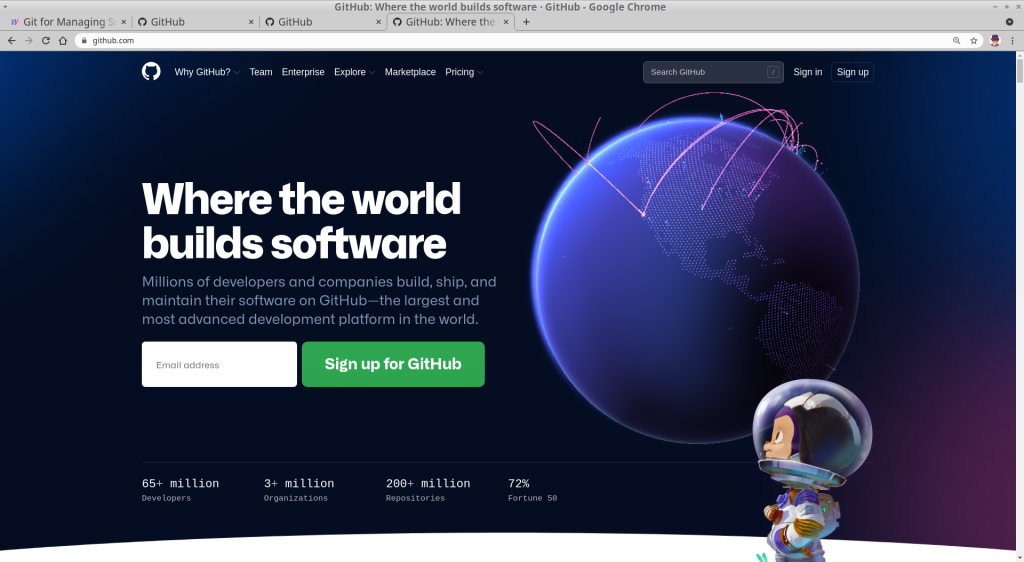 GitHub: Where the world builds software · GitHub - Google Chrome
Git for Managing S
GitHub
GitHub
GitHub: Where the
github.com
Why GitHub?
Team
Enterprise
Explore
Marketplace
Pricing
Search GitHub
/
Sign in
Sign up
Where the world
builds software
Millions of developers and companies build, ship, and
maintain their software on GitHub—the largest and
most advanced development platform in the world.
Email address
Sign up for GitHub
65+ million
Developers
3+ million
Organizations
200+ million
Repositories
72%
Fortune 50